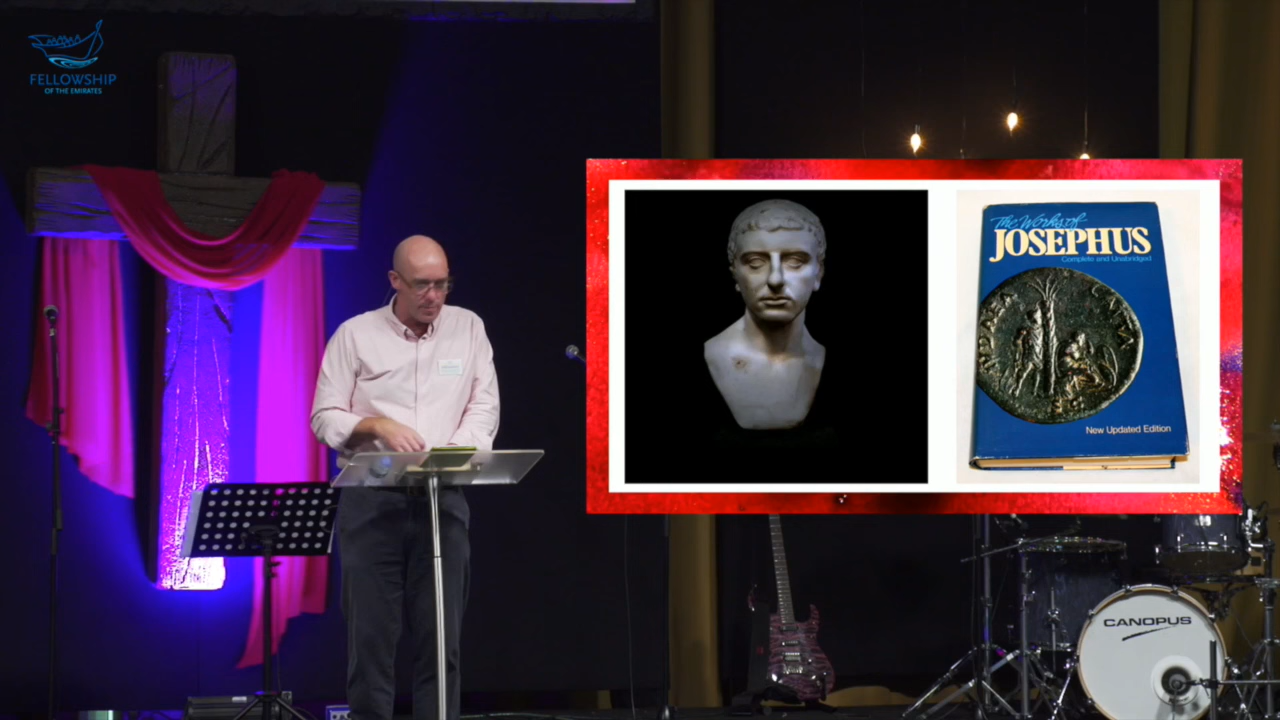 FELLOWSHIP
OF THE EMIRATES
The Works of
JOSEPHUS
Complete and Unabridged
New Updated Edition
CANOPUS